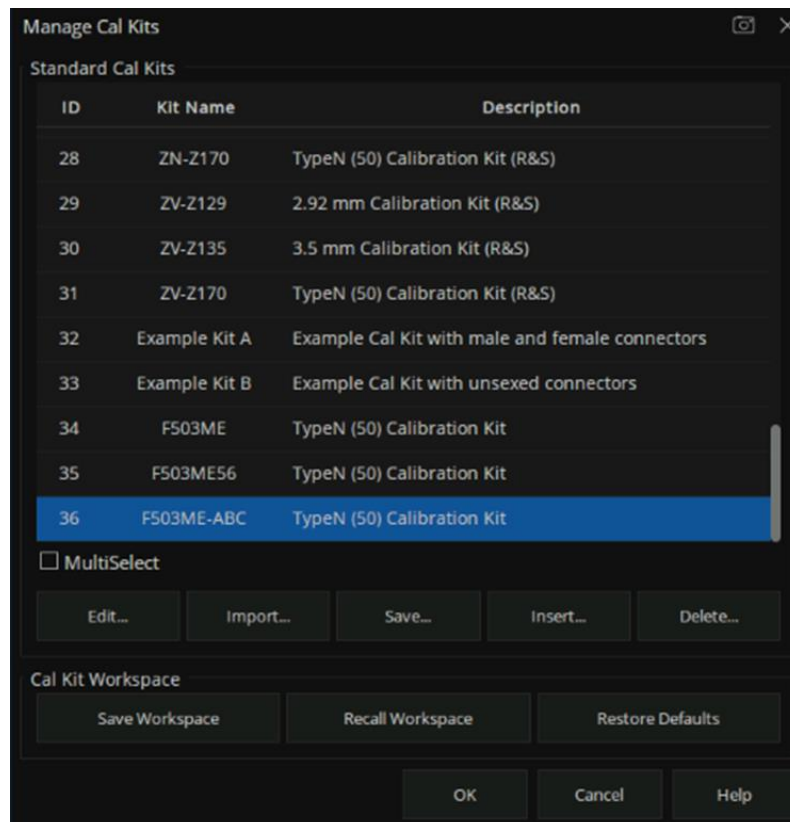 Manage Cal Kits
Standard Cal Kits
ID Kit Name Description
28 ZN-Z170 TypeN (50) Calibration Kit (R&S)
29 ZV-Z129 2.92 mm Calibration Kit (R&S)
30 ZV-Z135 3.5 mm Calibration Kit (R&S)
31 ZV-Z170 TypeN (50) Calibration Kit (R&S)
32 Example Kit A Example Cal Kit with male and female connectors
33 Example Kit B Example Cal Kit with unsexed connectors
34 F503ME TypeN (50) Calibration Kit
35 F503ME56 TypeN (50) Calibration Kit
36 F503ME-ABC TypeN (50) Calibration Kit
MultiSelect
Edit... Import... Save... Insert... Delete...
Cal Kit Workspace
Save Workspace Recall Workspace Restore Defaults
OK Cancel Help